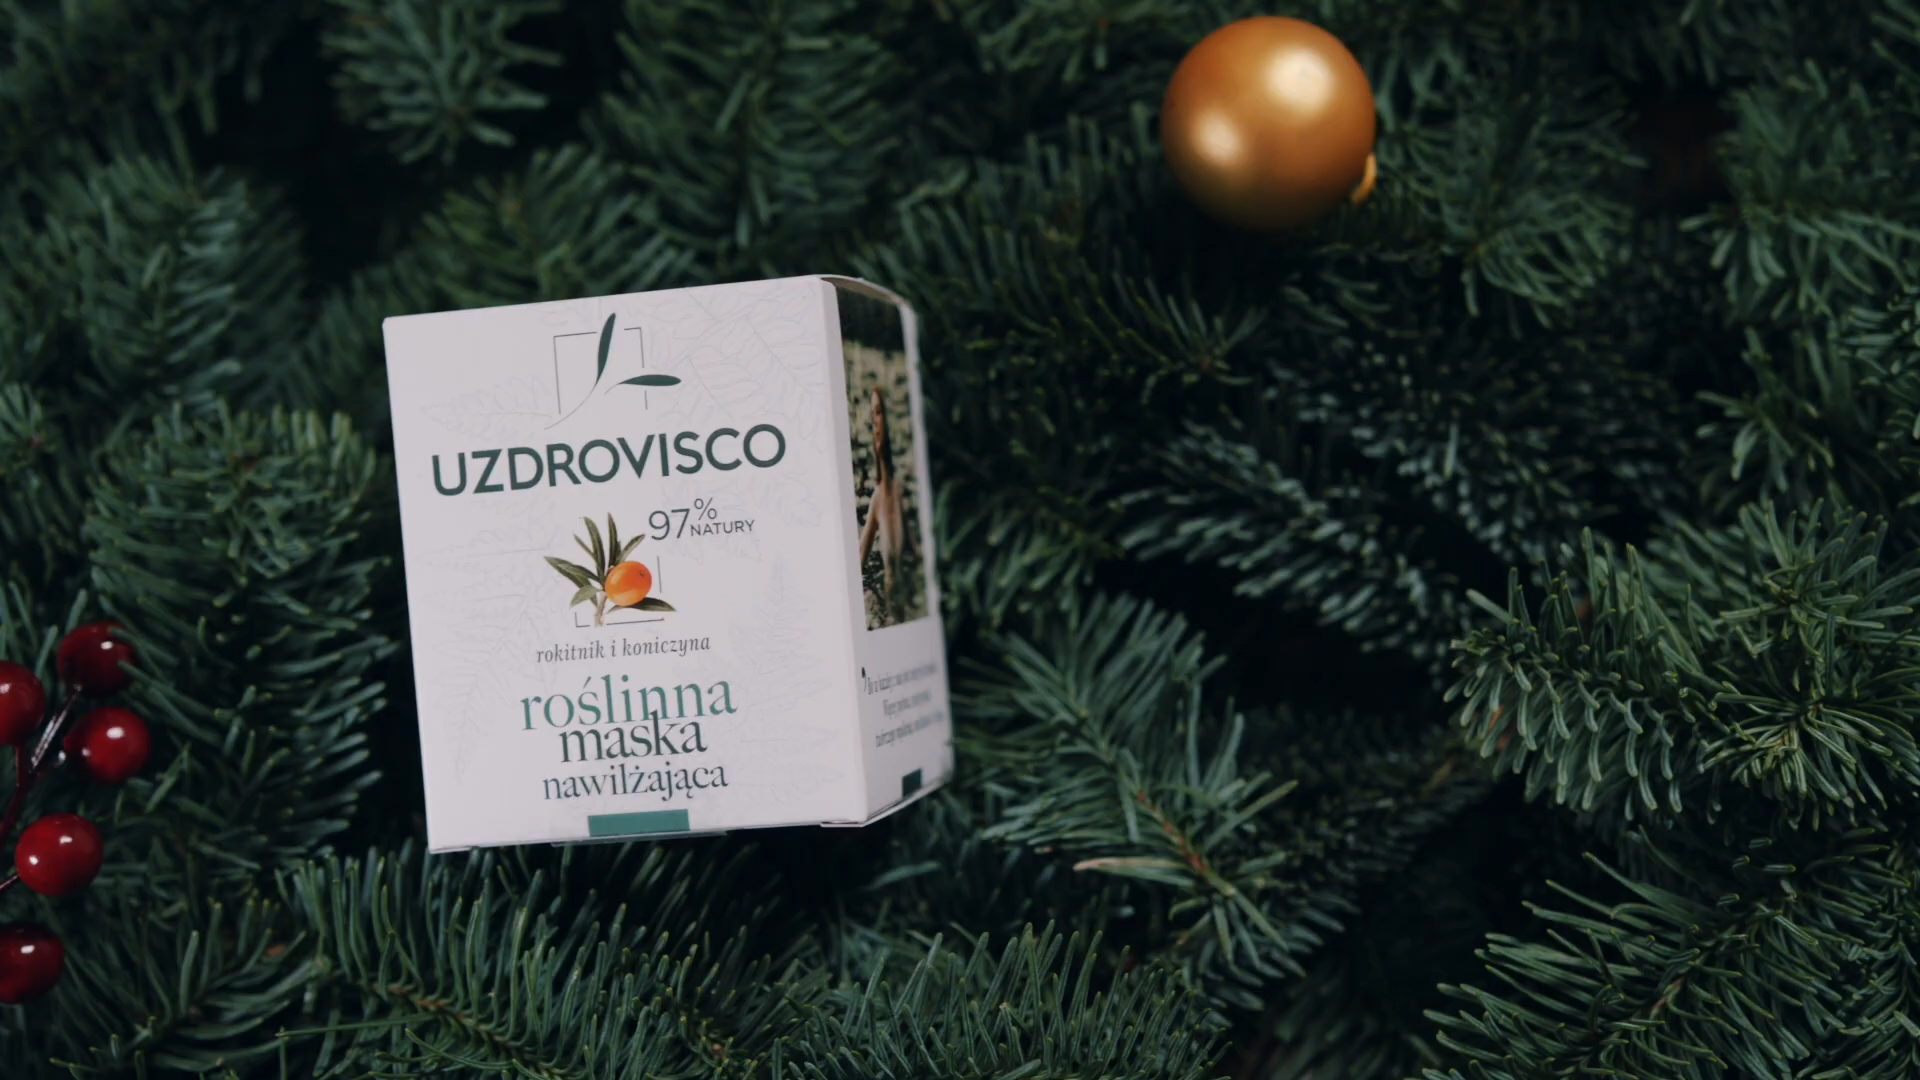 UZDROVISCO
97% NATURY
rokitnik i koniczyna
roślinna
maska
nawilżająca